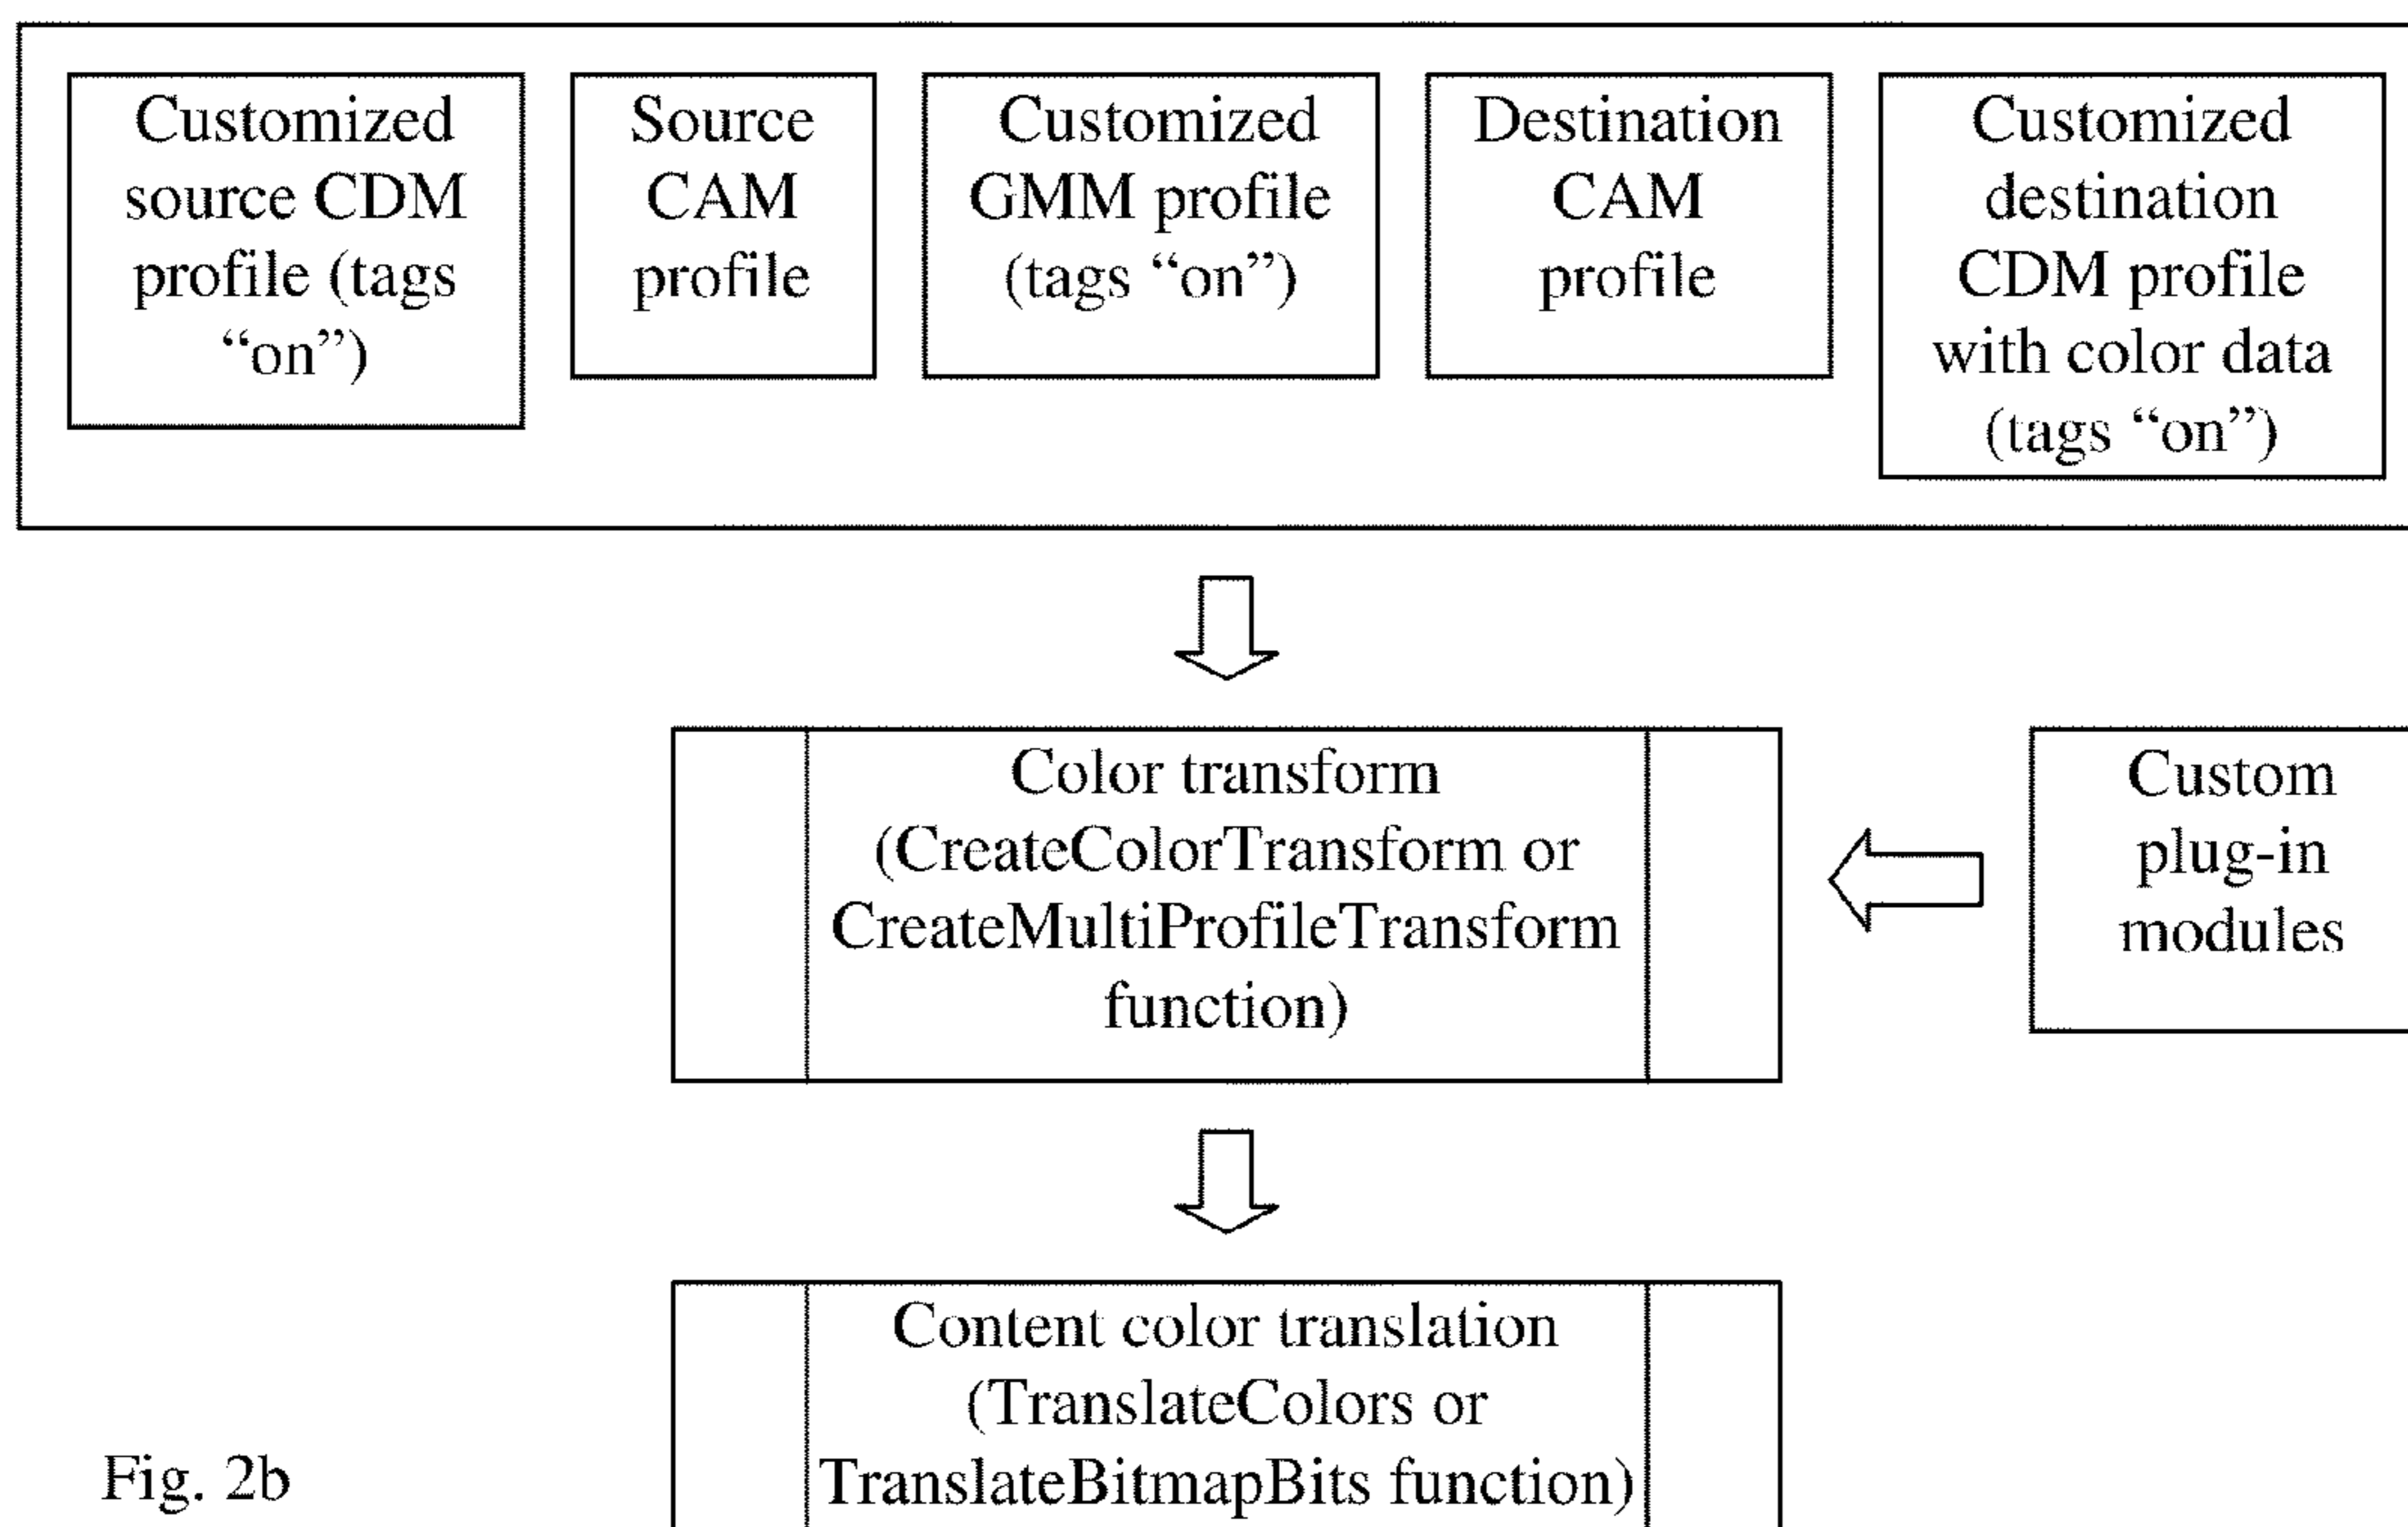 Customized
source CDM
profile (tags
“on”)
Source
CAM
profile
Customized
GMM profile
(tags “on”)
Destination
CAM
profile
Customized
destination
CDM profile
with color data
(tags “on”)
Color transform
(CreateColorTransform or
CreateMultiProfileTransform
function)
Custom
plug-in
modules
Content color translation
(TranslateColors or
TranslateBitmapBits function)
Fig. 2b